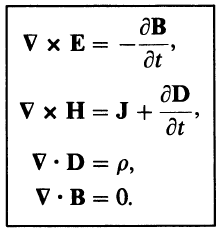 ∇ × E = −∂B/∂t,
∇ × H = J + ∂D/∂t,
∇ · D = ρ,
∇ · B = 0.